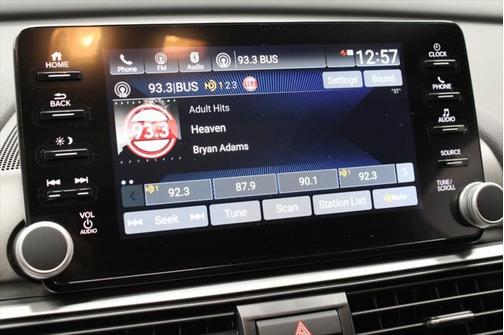 HOME
BACK
VOL
AUDIO
Phone
FM
Audio
93.3 BUS
12:57
93.3|BUS
HD 1 2 3
Settings
Sound
93.3
Adult Hits
Heaven
Bryan Adams
92.3
87.9
90.1
92.3
Seek
Tune
Scan
Station List
CLOCK
PHONE
AUDIO
SOURCE
TUNE/
SCROLL